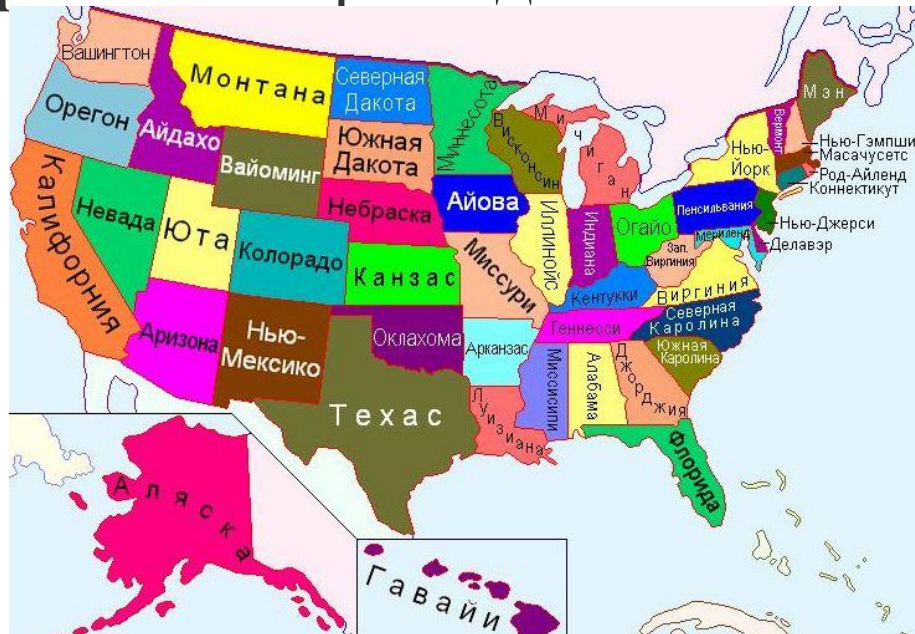 Вашингтон
Монтана
Северная
Дакота
Миннесота
Орегон
Айдахо
Южная
Дакота
Висконсин
Мичиган
Мэн
Вермонт
Нью-
Йорк
Нью-Гэмпши
Масачусетс
Род-Айленд
Коннектикут
Вайоминг
Калифорния
Невада
Юта
Небраска
Айова
Иллинойс
Индиана
Огайо
Пенсильвания
Нью-Джерси
Мериленд
Делавэр
Зап.
Виргиния
Колорадо
Канзас
Миссури
Кентукки
Виргиния
Аризона
Нью-
Мексико
Оклахома
Арканзас
Теннесси
Северная
Каролина
Южная
Каролина
Техас
Луизиана
Миссисипи
Алабама
Джорджия
Флорида
Аляска
Гавайи